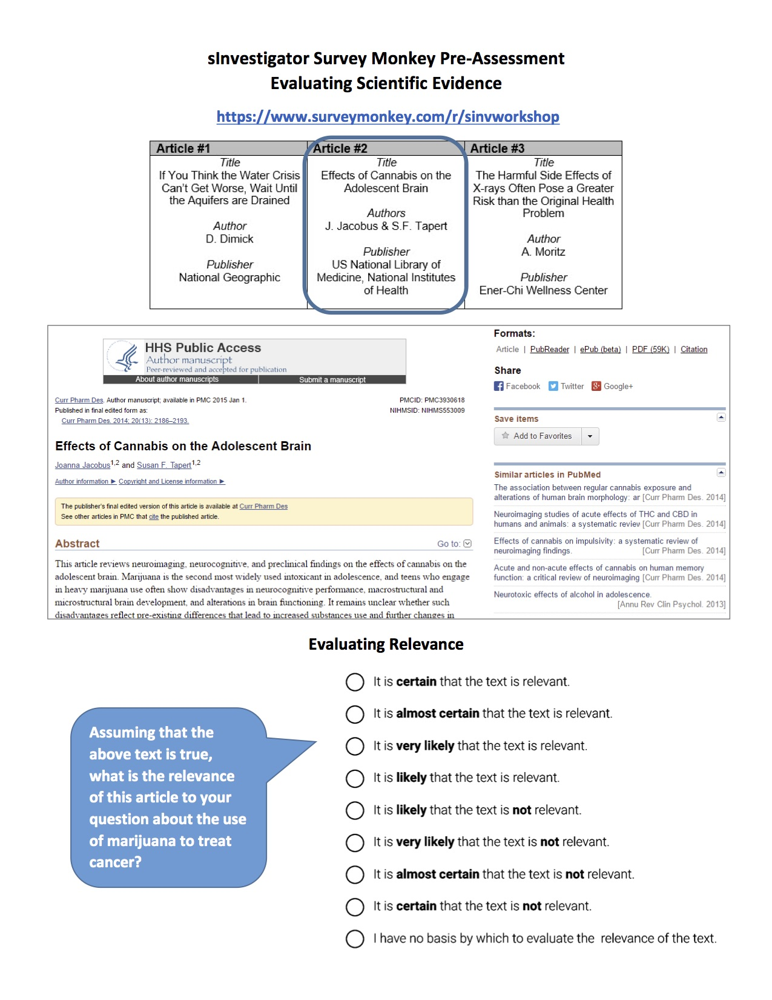 sInvestigator Survey Monkey Pre-Assessment
Evaluating Scientific Evidence
https://www.surveymonkey.com/r/sinvworkshop
Article #1
Title
If You Think the Water Crisis
Can't Get Worse, Wait Until
the Aquifers are Drained
Author
D. Dimick
Publisher
National Geographic
Article #2
Title
Effects of Cannabis on the
Adolescent Brain
Authors
J. Jacobus & S.F. Tapert
Publisher
US National Library of
Medicine, National Institutes
of Health
Article #3
Title
The Harmful Side Effects of
X-rays Often Pose a Greater
Risk than the Original Health
Problem
Author
A. Moritz
Publisher
Ener-Chi Wellness Center
HHS Public Access
Author manuscript
Peer-reviewed and accepted for publication
About author manuscripts
Submit a manuscript
Curr Pharm Des. Author manuscript; available in PMC 2015 Jan 1.
Published in final edited form as:
Curr Pharm Des. 2014; 20(13): 2186–2193.
PMCID: PMC3930618
NIHMSID: NIHMS553009
Effects of Cannabis on the Adolescent Brain
Joanna Jacobus1,2 and Susan F. Tapert1,2
Author information ► Copyright and License information ►
The publisher's final edited version of this article is available at Curr Pharm Des
See other articles in PMC that cite the published article.
Abstract
Go to:
This article reviews neuroimaging, neurocognitive, and preclinical findings on the effects of cannabis on the
adolescent brain. Marijuana is the second most widely used intoxicant in adolescence, and teens who engage
in heavy marijuana use often show disadvantages in neurocognitive performance, macrostructural and
microstructural brain development, and alterations in brain functioning. It remains unclear whether such
disadvantages reflect pre-existing differences that lead to increased substances use and further changes in
Formats:
Article | PubReader | ePub (beta) | PDF (59K) | Citation
Share
Facebook Twitter Google+
Save items
Add to Favorites
Similar articles in PubMed
The association between regular cannabis exposure and
alterations of human brain morphology: ar [Curr Pharm Des. 2014]
Neuroimaging studies of acute effects of THC and CBD in
humans and animals: a systematic review [Curr Pharm Des. 2014]
Effects of cannabis on impulsivity: a systematic review of
neuroimaging findings. [Curr Pharm Des. 2014]
Acute and non-acute effects of cannabis on human memory
function: a critical review of neuroimaging [Curr Pharm Des. 2014]
Neurotoxic effects of alcohol in adolescence.
[Annu Rev Clin Psychol. 2013]
Evaluating Relevance
Assuming that the
above text is true,
what is the relevance
of this article to your
question about the use
of marijuana to treat
cancer?
It is certain that the text is relevant.
It is almost certain that the text is relevant.
It is very likely that the text is relevant.
It is likely that the text is relevant.
It is likely that the text is not relevant.
It is very likely that the text is not relevant.
It is almost certain that the text is not relevant.
It is certain that the text is not relevant.
I have no basis by which to evaluate the relevance of the text.